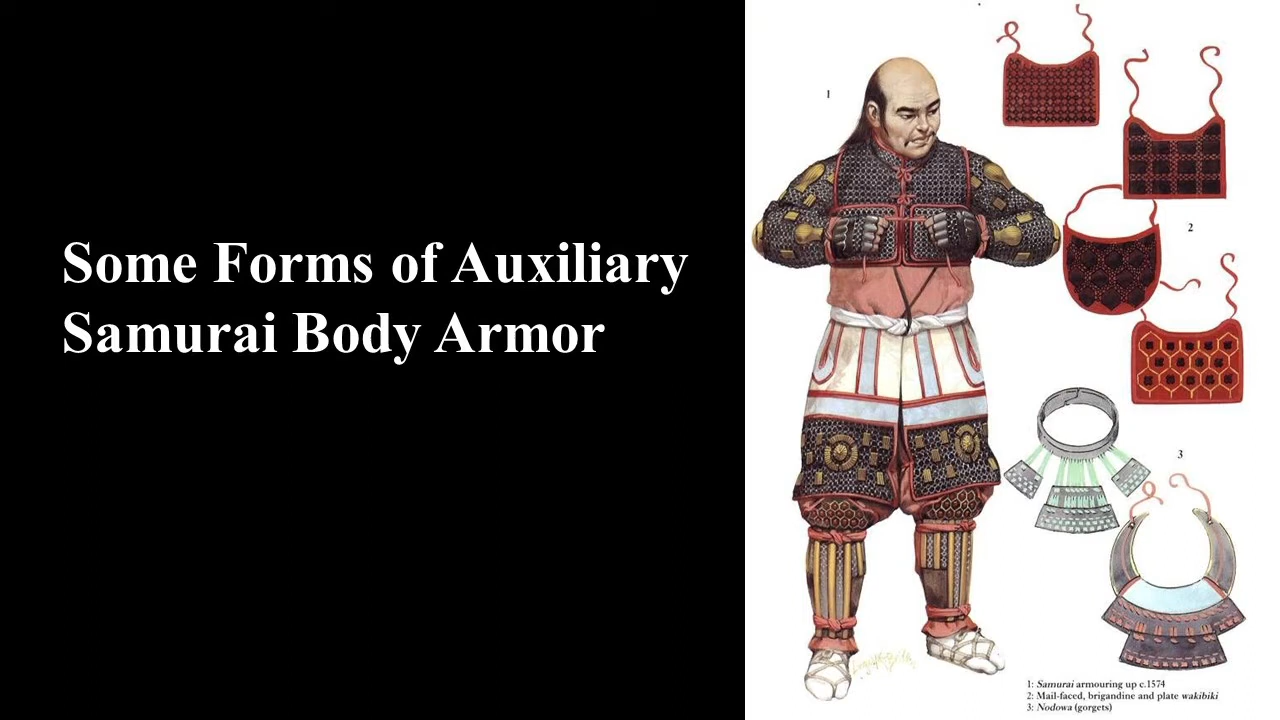 Some Forms of Auxiliary
Samurai Body Armor
1
2
3
1: Samurai armouring up c.1574
2: Mail-faced, brigandine and plate wakibiki
3: Nodowa (gorgets)